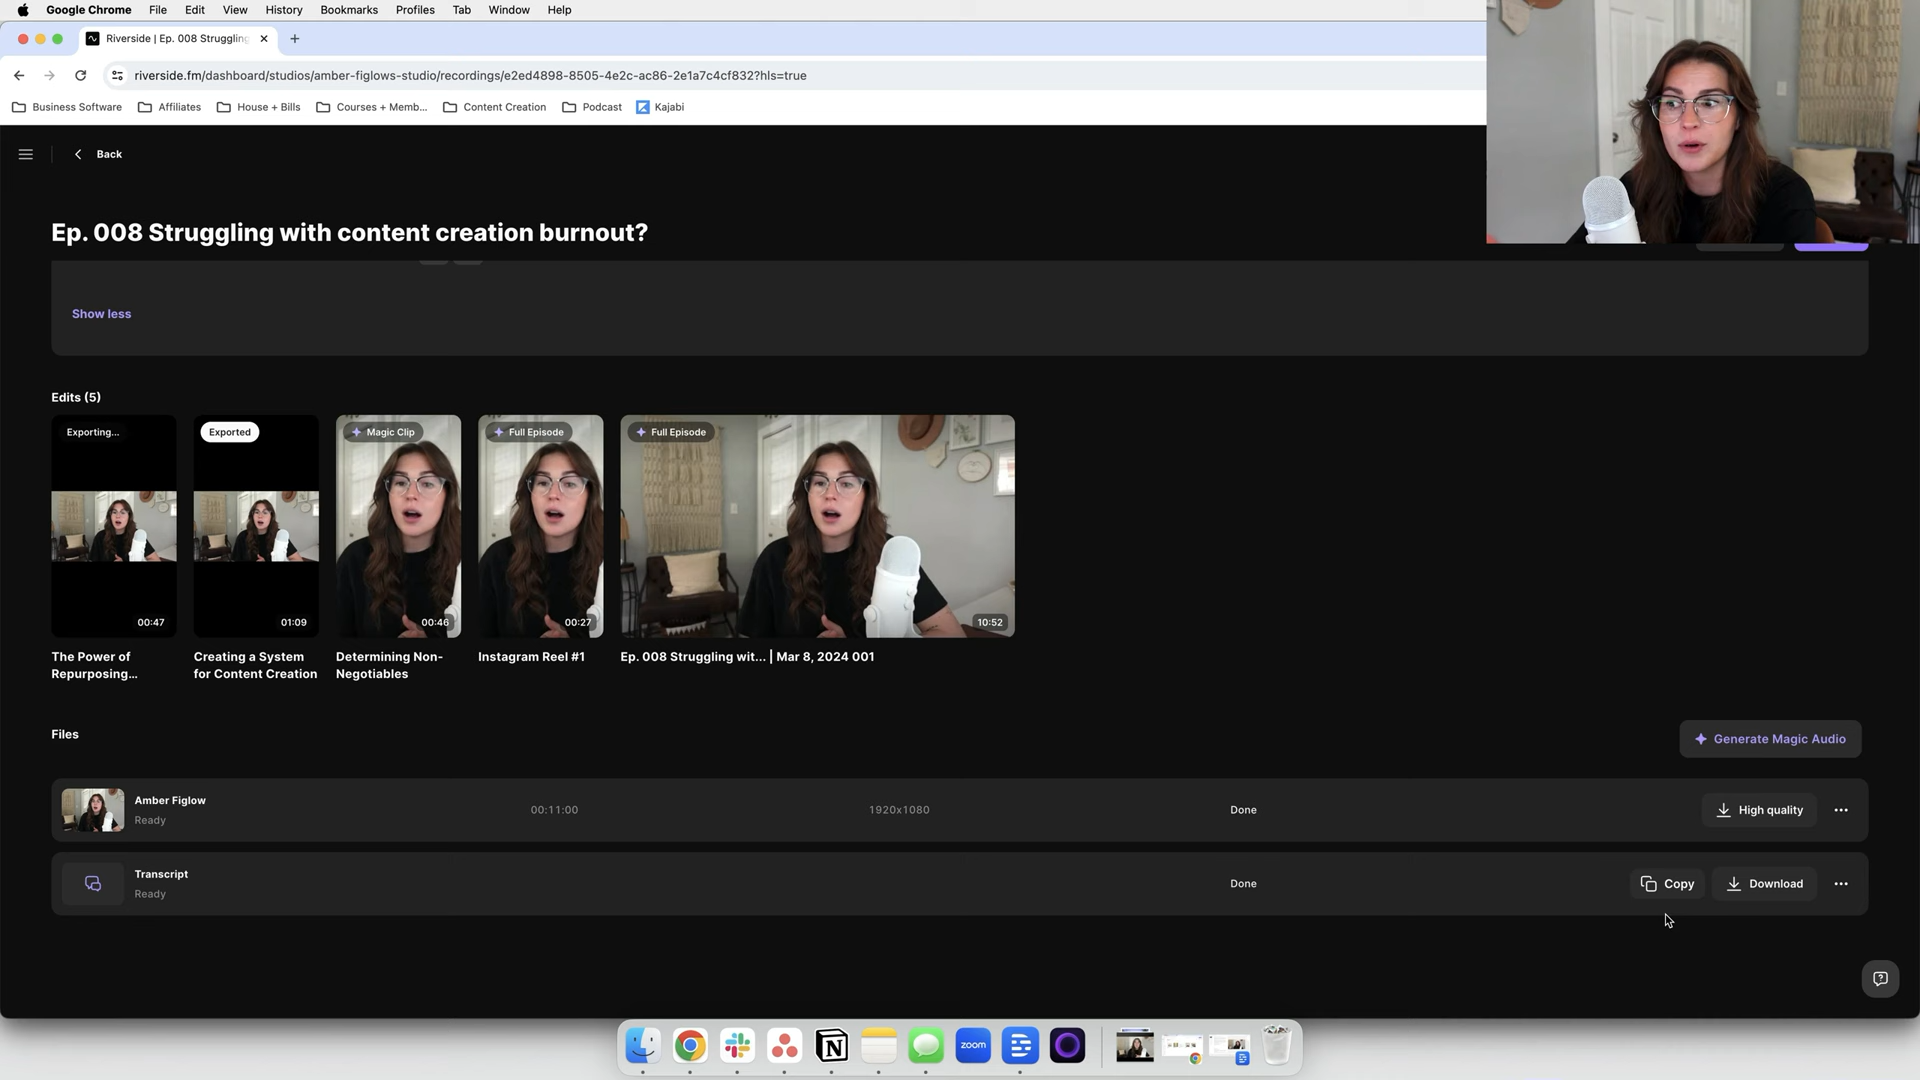 Google Chrome File Edit View History Bookmarks Profiles Tab Window Help
Riverside | Ep. 008 Struggling
riverside.fm/dashboard/studios/amber-figlows-studio/recordings/e2ed4898-8505-4e2c-ac86-2e1a7c4cf832?hls=true
Business Software Affiliates House + Bills Courses + Memb... Content Creation Podcast Kajabi
Back
Ep. 008 Struggling with content creation burnout?
Show less
Edits (5)
Exporting... Exported Magic Clip Full Episode Full Episode
00:47 01:09 00:46 00:27 10:52
The Power of Repurposing...
Creating a System for Content Creation
Determining Non-Negotiables
Instagram Reel #1
Ep. 008 Struggling wit... | Mar 8, 2024 001
Files
Generate Magic Audio
Amber Figlow
Ready
00:11:00 1920x1080 Done High quality
Transcript
Ready
Done Copy Download
zoom